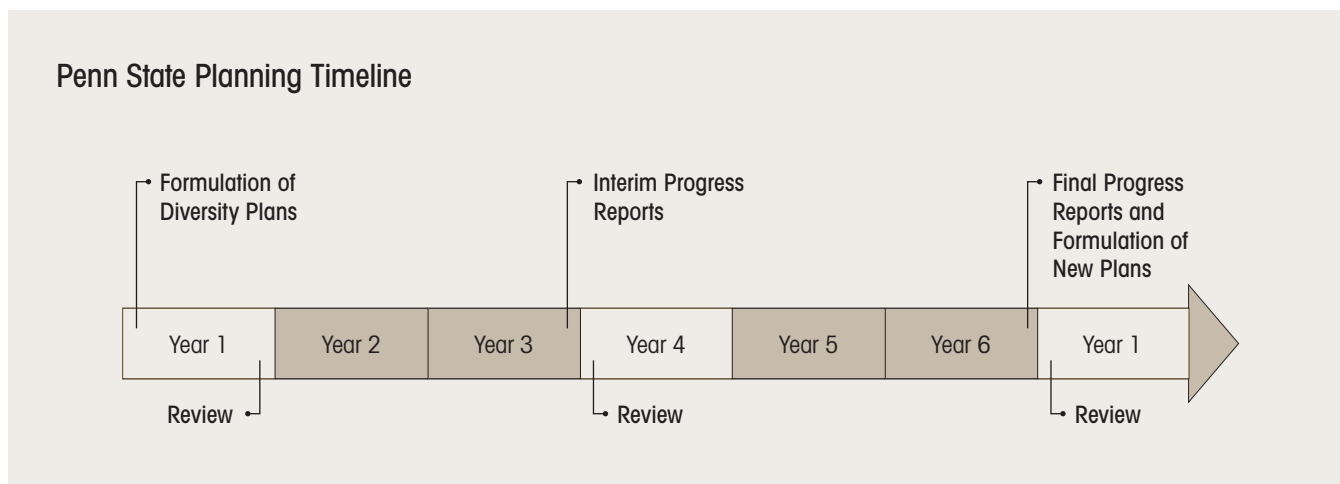 Penn State Planning Timeline
Formulation of
Diversity Plans
Interim Progress
Reports
Final Progress
Reports and
Formulation of
New Plans
Year 1
Year 2
Year 3
Year 4
Year 5
Year 6
Year 1
Review
Review
Review